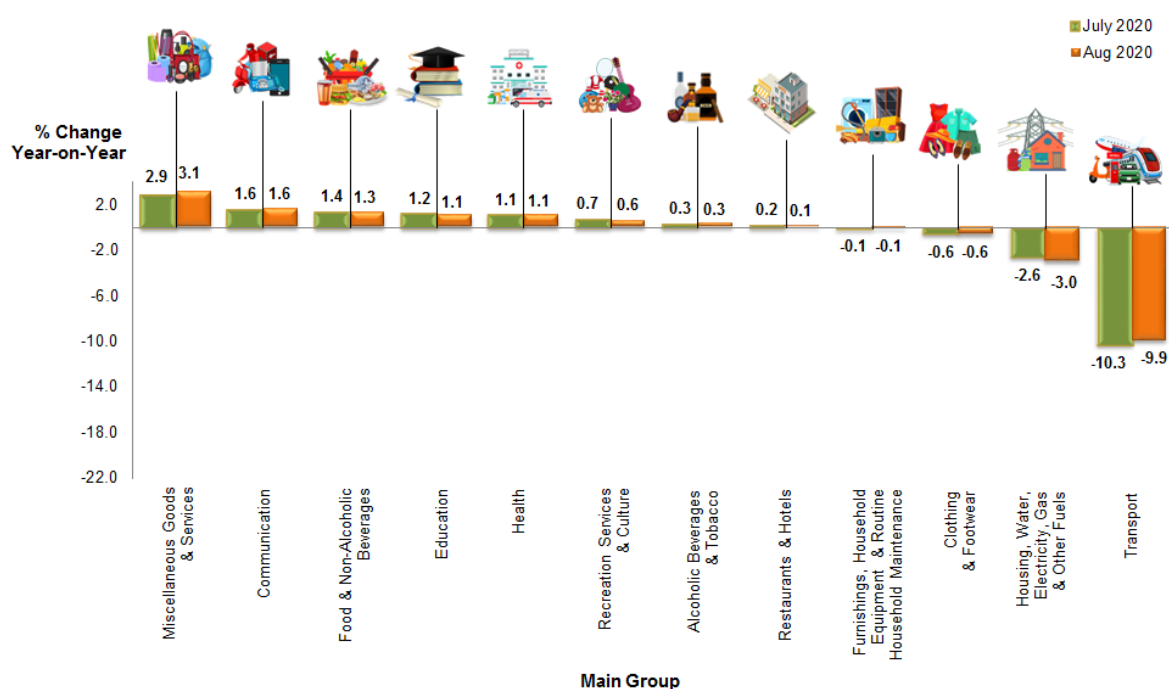 July 2020
Aug 2020
% Change
Year-on-Year
2.0
-2.0
-6.0
-10.0
-14.0
-18.0
-22.0
2.9
3.1
1.6
1.6
1.4
1.3
1.2
1.1
1.1
1.1
0.7
0.6
0.3
0.3
0.2
0.1
-0.1
-0.1
-0.6
-0.6
-2.6
-3.0
-10.3
-9.9
Miscellaneous Goods
& Services
Communication
Food & Non-Alcoholic
Beverages
Education
Health
Recreation Services
& Culture
Alcoholic Beverages
& Tobacco
Restaurants & Hotels
Furnishings, Household
Equipment & Routine
Household Maintenance
Clothing
& Footwear
Housing, Water,
Electricity, Gas
& Other Fuels
Transport
Main Group